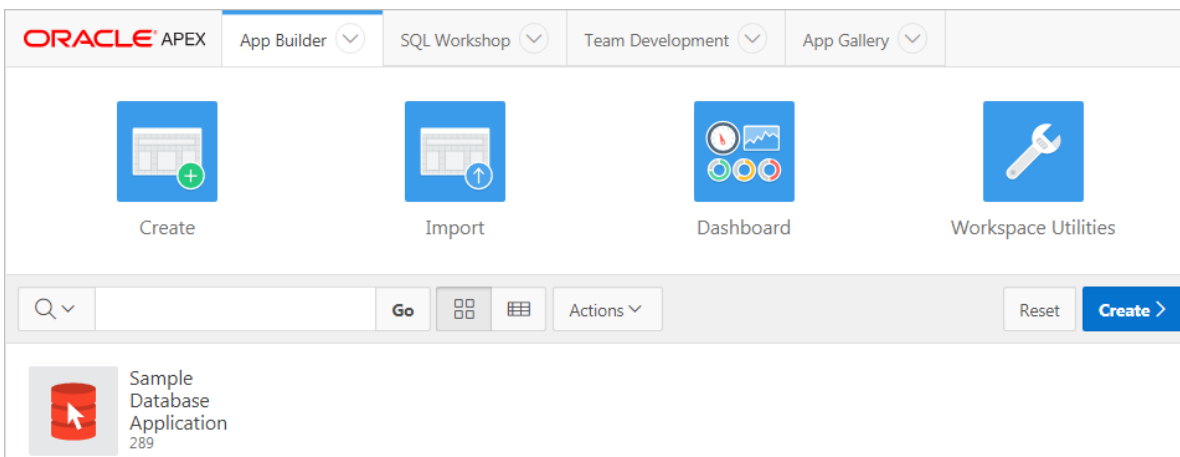 ORACLE APEX App Builder SQL Workshop Team Development App Gallery
Create Import Dashboard Workspace Utilities
Go Actions Reset Create
Sample
Database
Application
289